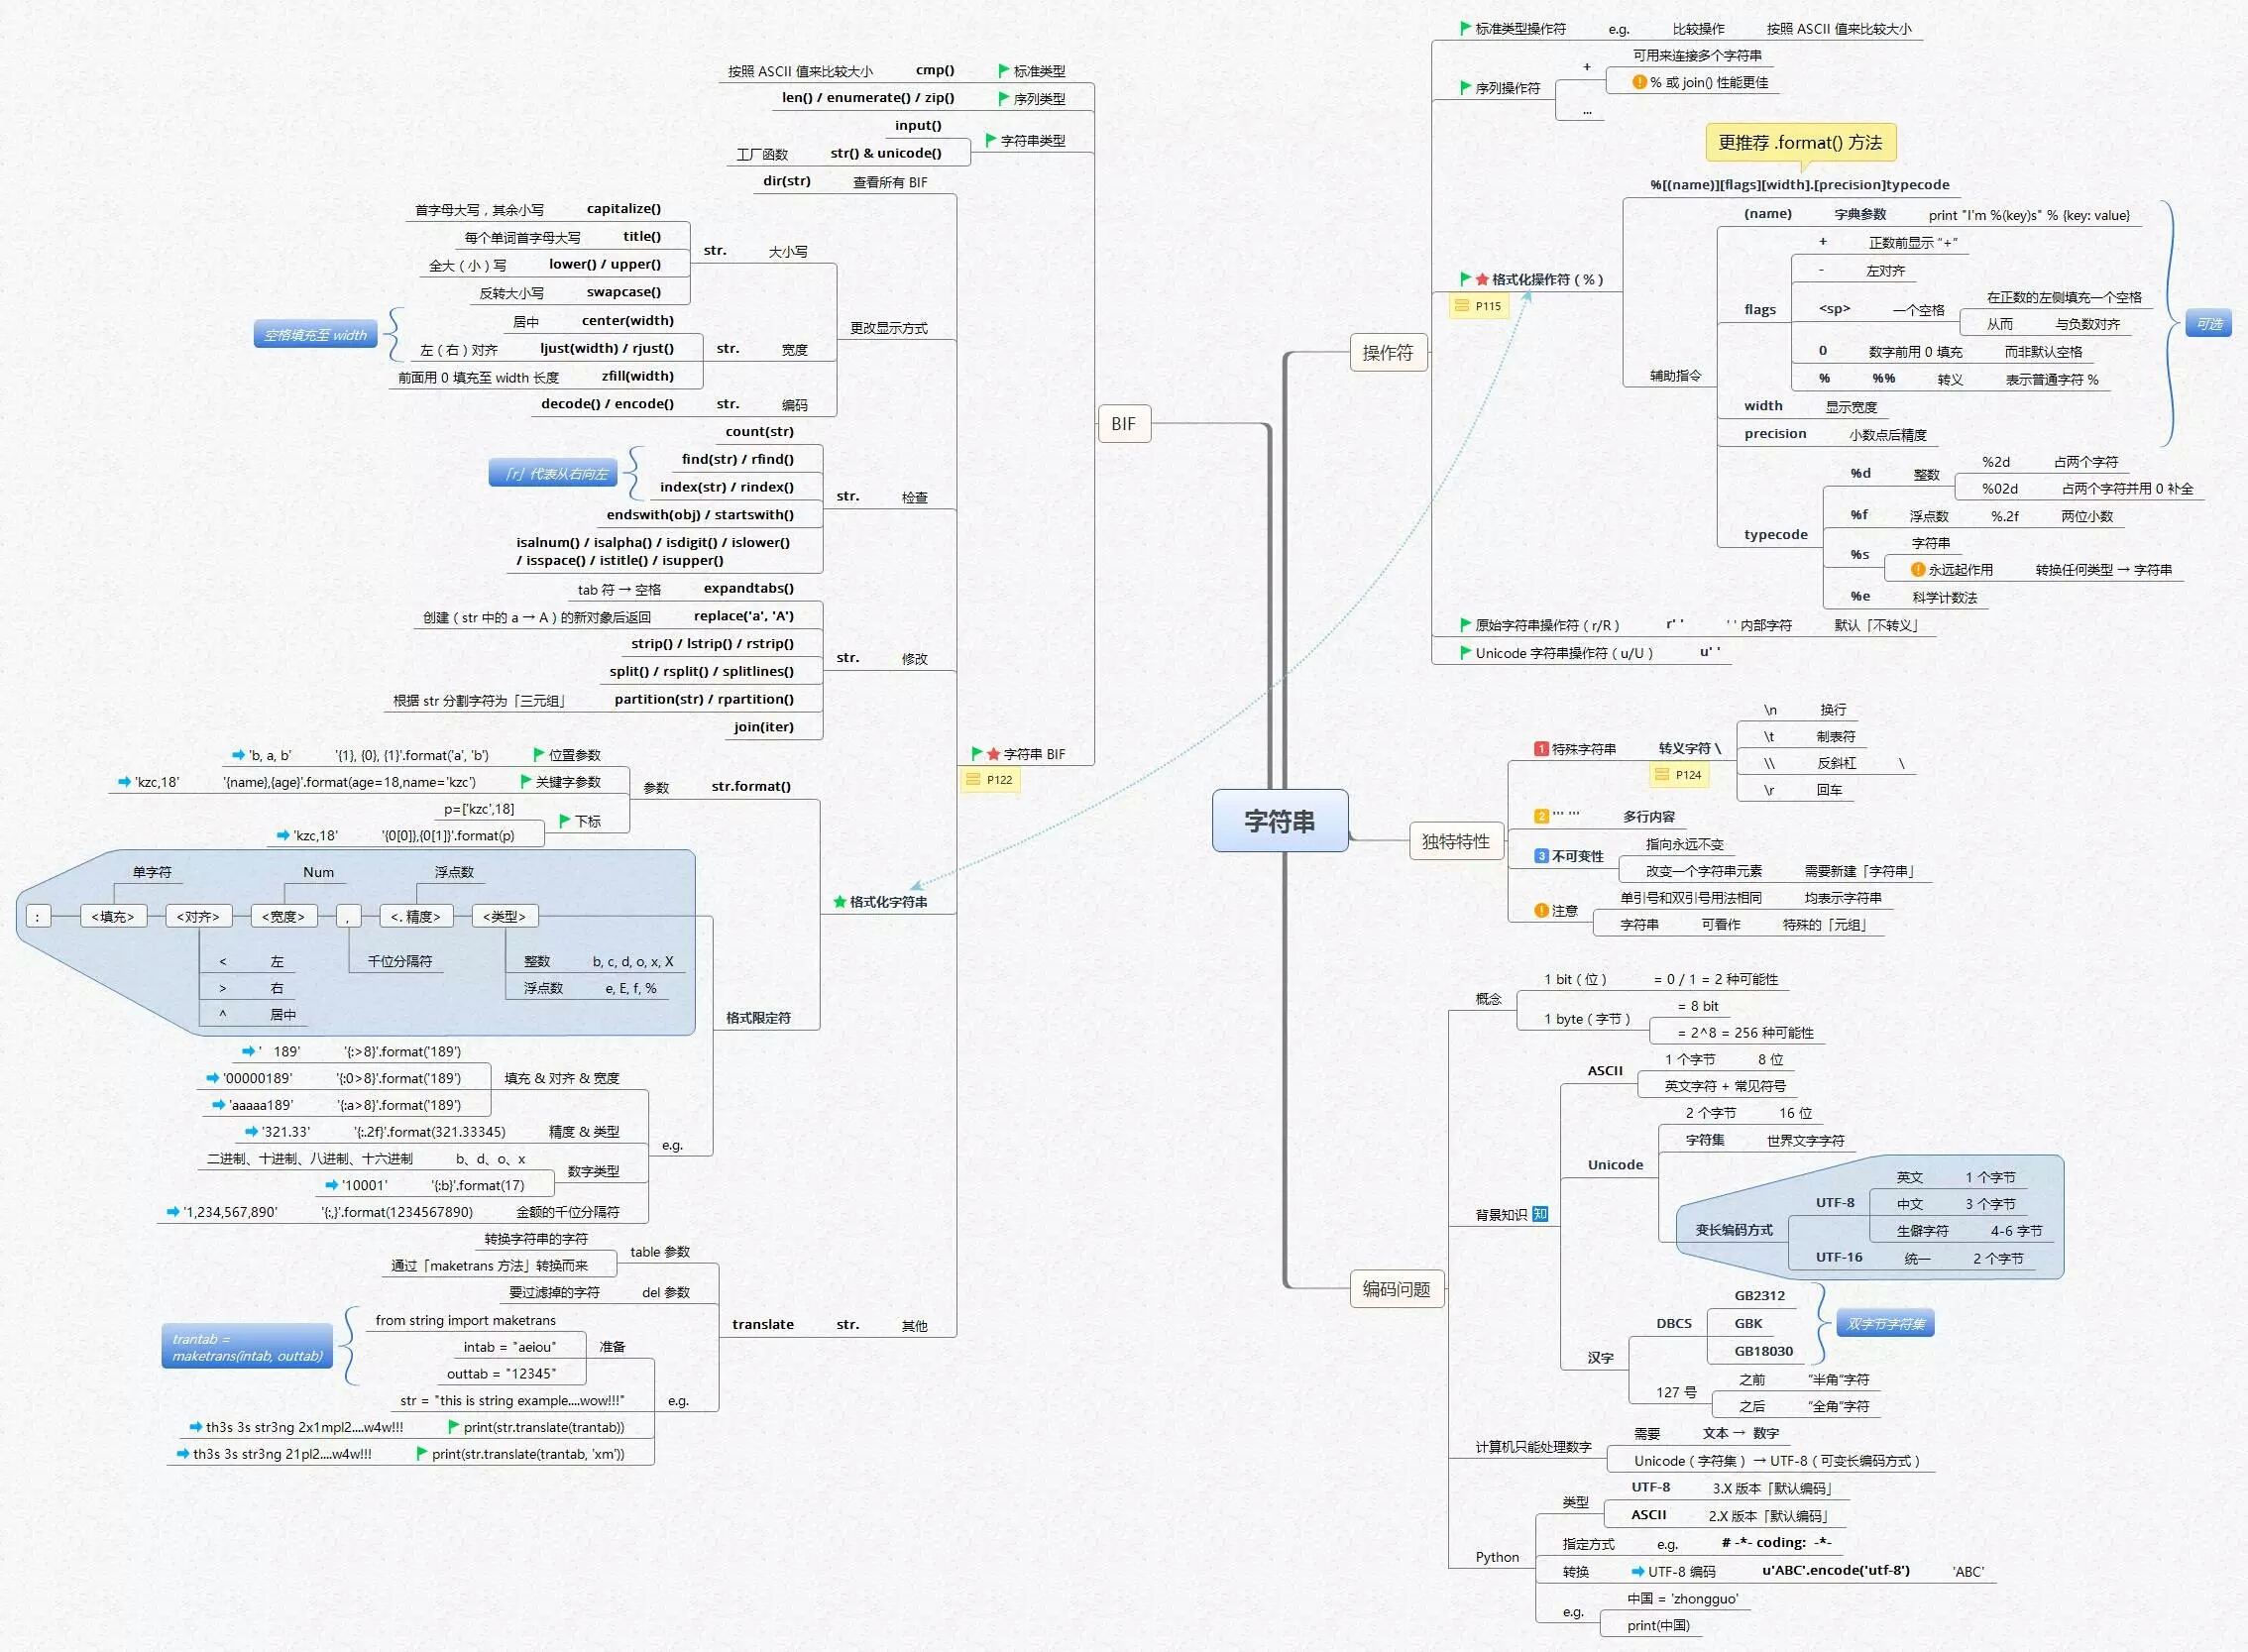 字符串
操作符
标准类型操作符 e.g. 比较操作 按照 ASCII 值来比较大小
序列操作符
+
可用来连接多个字符串
% 或 join() 性能更佳
...
更推荐 .format() 方法
格式化操作符（%）
P115
%[(name)][flags][width].[precision]typecode
辅助指令
(name) 字典参数 print "I'm %(key)s" % {key: value}
flags
+ 正数前显示 “+”
- 左对齐
<sp> 一个空格
在正数的左侧填充一个空格
从而 与负数对齐
0 数字前用 0 填充 而非默认空格
% %% 转义 表示普通字符 %
width 显示宽度
precision 小数点后精度
可选
typecode
%d 整数
%2d 占两个字符
%02d 占两个字符并用 0 补全
%f 浮点数 %.2f 两位小数
%s
字符串
永远起作用 转换任何类型 → 字符串
%e 科学计数法
原始字符串操作符（r/R） r' ' ' ' 内部字符 默认「不转义」
Unicode 字符串操作符（u/U） u' '
独特特性
1 特殊字符串 转义字符 \
P124
\n 换行
\t 制表符
\\ 反斜杠 \
\r 回车
2 ''' ''' 多行内容
3 不可变性
指向永远不变
改变一个字符串元素 需要新建「字符串」
注意
单引号和双引号用法相同 均表示字符串
字符串 可看作 特殊的「元组」
编码问题
概念
1 bit（位） = 0 / 1 = 2 种可能性
1 byte（字节）
= 8 bit
= 2^8 = 256 种可能性
背景知识 知
ASCII
1 个字节 8 位
英文字符 + 常见符号
Unicode
2 个字节 16 位
字符集 世界文字字符
变长编码方式
UTF-8
英文 1 个字节
中文 3 个字节
生僻字符 4-6 字节
UTF-16 统一 2 个字节
汉字
DBCS
GB2312
GBK
GB18030
双字节字符集
127 号
之前 “半角”字符
之后 “全角”字符
计算机只能处理数字
需要 文本 → 数字
Unicode（字符集） → UTF-8（可变长编码方式）
Python
类型
UTF-8 3.X 版本「默认编码」
ASCII 2.X 版本「默认编码」
指定方式 e.g. # -*- coding: -*-
转换 UTF-8 编码 u'ABC'.encode('utf-8') 'ABC'
e.g.
中国 = 'zhongguo'
print(中国)
BIF
按照 ASCII 值来比较大小 cmp() 标准类型
len() / enumerate() / zip() 序列类型
字符串类型
input()
工厂函数 str() & unicode()
字符串 BIF
P122
dir(str) 查看所有 BIF
更改显示方式
str. 大小写
首字母大写，其余小写 capitalize()
每个单词首字母大写 title()
全大（小）写 lower() / upper()
反转大小写 swapcase()
str. 宽度
空格填充至 width
居中 center(width)
左（右）对齐 ljust(width) / rjust()
前面用 0 填充至 width 长度 zfill(width)
decode() / encode() str. 编码
str. 检查
count(str)
「r」代表从右向左
find(str) / rfind()
index(str) / rindex()
endswith(obj) / startswith()
isalnum() / isalpha() / isdigit() / islower()
/ isspace() / istitle() / isupper()
str. 修改
tab 符 → 空格 expandtabs()
创建（str 中的 a → A）的新对象后返回 replace('a', 'A')
strip() / lstrip() / rstrip()
split() / rsplit() / splitlines()
根据 str 分割字符为「三元组」 partition(str) / rpartition()
join(iter)
格式化字符串
参数 str.format()
'b, a, b' '{1}, {0}, {1}'.format('a', 'b') 位置参数
'kzc,18' '{name},{age}'.format(age=18,name='kzc') 关键字参数
下标
p=['kzc',18]
'kzc,18' '{0[0]},{0[1]}'.format(p)
格式限定符
单字符 Num 浮点数
: <填充> <对齐> <宽度> , <. 精度> <类型>
< 左
> 右
^ 居中
千位分隔符
整数 b, c, d, o, x, X
浮点数 e, E, f, %
e.g.
填充 & 对齐 & 宽度
'   189' '{:>8}'.format('189')
'00000189' '{:0>8}'.format('189')
'aaaaa189' '{:a>8}'.format('189')
'321.33' '{:.2f}'.format(321.33345) 精度 & 类型
数字类型
二进制、十进制、八进制、十六进制 b、d、o、x
'10001' '{:b}'.format(17)
'1,234,567,890' '{:,}'.format(1234567890) 金额的千位分隔符
translate str. 其他
table 参数
转换字符串的字符
通过「maketrans 方法」转换而来
要过滤掉的字符 del 参数
e.g.
准备
trantab =
maketrans(intab, outtab)
from string import maketrans
intab = "aeiou"
outtab = "12345"
str = "this is string example....wow!!!"
th3s 3s str3ng 2x1mpl2....w4w!!! print(str.translate(trantab))
th3s 3s str3ng 21pl2....w4w!!! print(str.translate(trantab, 'xm'))